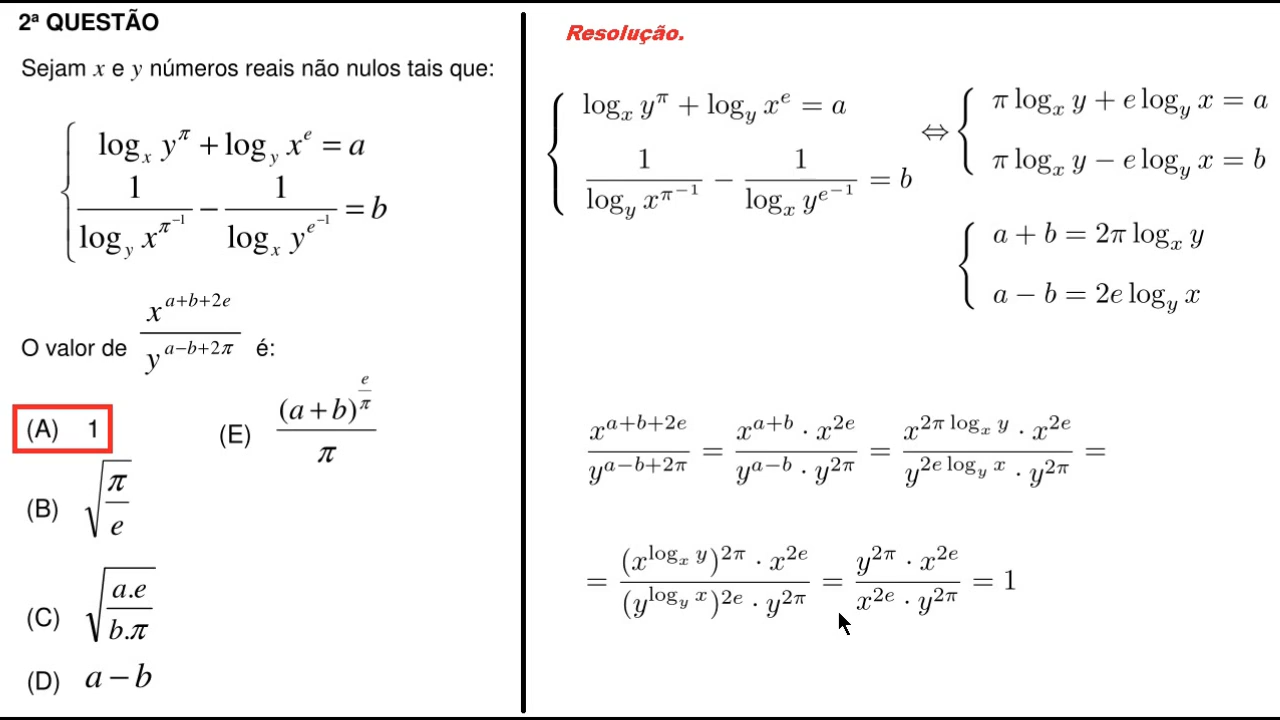 2ª QUESTÃO
Sejam x e y números reais não nulos tais que:
log_x y^π + log_y x^e = a
1/(log_y x^(π^(-1))) − 1/(log_x y^(e^(-1))) = b
O valor de x^(a+b+2e)/y^(a−b+2π) é:
(A) 1
(B) √(π/e)
(C) √(a.e/b.π)
(D) a − b
(E) (a+b)^(e/π)/π
Resolução.
log_x y^π + log_y x^e = a ⇔ π log_x y + e log_y x = a
1/(log_y x^(π−1)) − 1/(log_x y^(e−1)) = b π log_x y − e log_y x = b
a + b = 2π log_x y
a − b = 2e log_y x
x^(a+b+2e)/y^(a−b+2π) = (x^(a+b) · x^(2e))/(y^(a−b) · y^(2π)) = (x^(2π log_x y) · x^(2e))/(y^(2e log_y x) · y^(2π)) =
= ((x^(log_x y))^(2π) · x^(2e))/((y^(log_y x))^(2e) · y^(2π)) = (y^(2π) · x^(2e))/(x^(2e) · y^(2π)) = 1